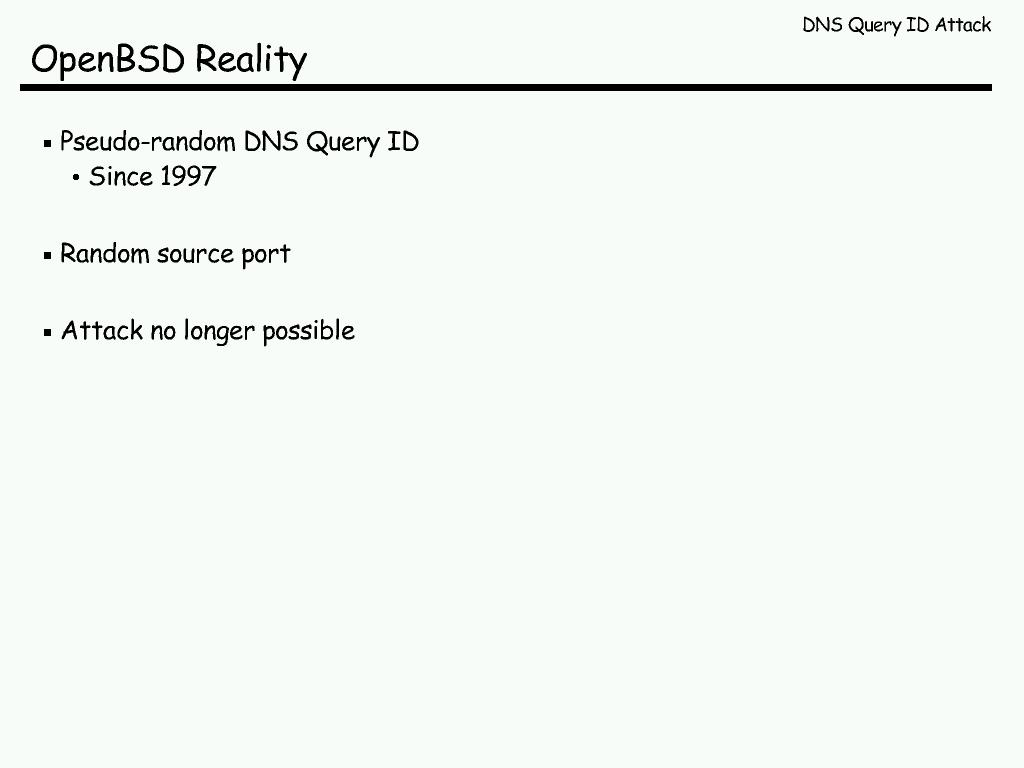 DNS Query ID Attack
OpenBSD Reality
▪ Pseudo-random DNS Query ID
• Since 1997
▪ Random source port
▪ Attack no longer possible